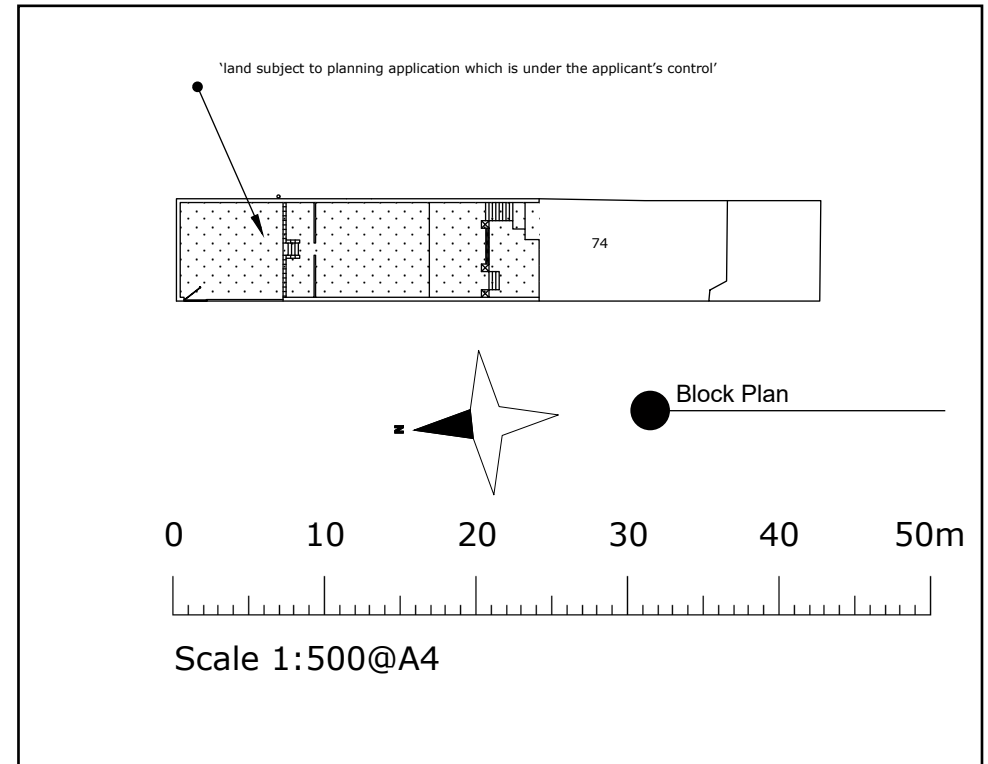 ‘land subject to planning application which is under the applicant’s control’
74
N
Block Plan
0 10 20 30 40 50m
Scale 1:500@A4